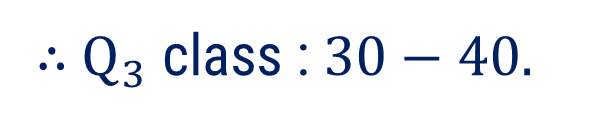 ∴ Q₃ class : 30 − 40.